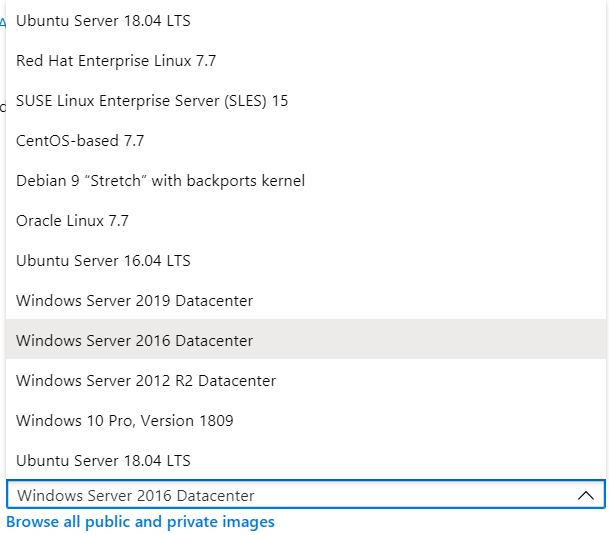 Ubuntu Server 18.04 LTS
Red Hat Enterprise Linux 7.7
SUSE Linux Enterprise Server (SLES) 15
CentOS-based 7.7
Debian 9 “Stretch” with backports kernel
Oracle Linux 7.7
Ubuntu Server 16.04 LTS
Windows Server 2019 Datacenter
Windows Server 2016 Datacenter
Windows Server 2012 R2 Datacenter
Windows 10 Pro, Version 1809
Ubuntu Server 18.04 LTS
Windows Server 2016 Datacenter
Browse all public and private images